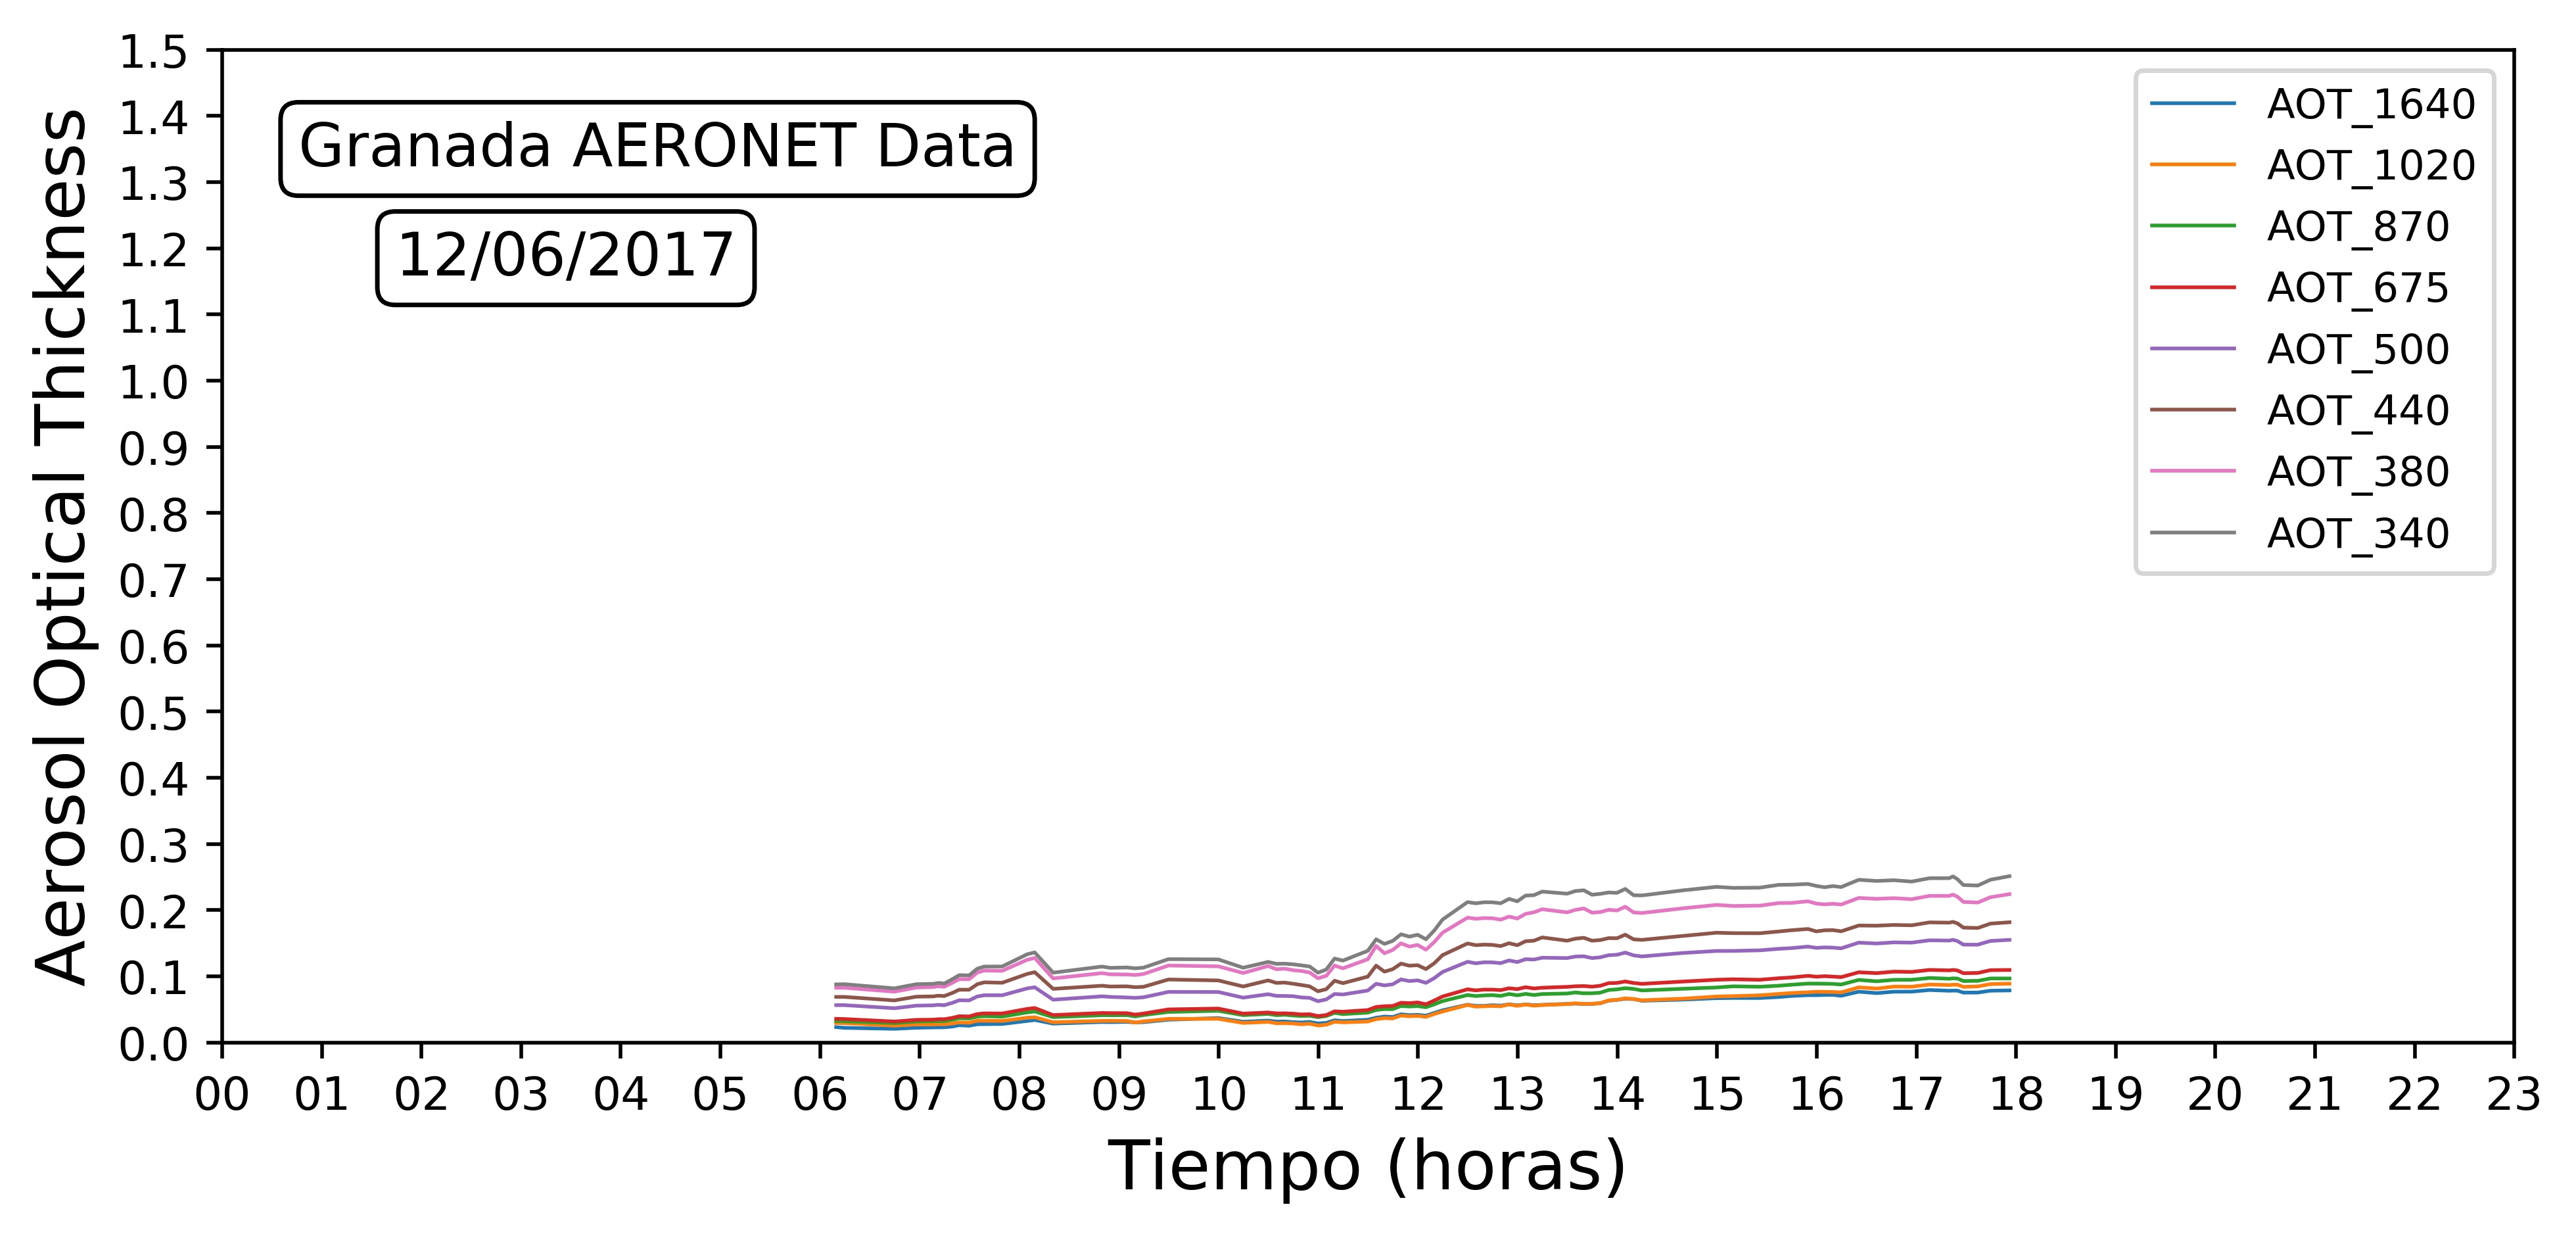 Aerosol Optical Thickness
1.5
1.4
1.3
1.2
1.1
1.0
0.9
0.8
0.7
0.6
0.5
0.4
0.3
0.2
0.1
0.0
Granada AERONET Data
12/06/2017
AOT_1640
AOT_1020
AOT_870
AOT_675
AOT_500
AOT_440
AOT_380
AOT_340
00 01 02 03 04 05 06 07 08 09 10 11 12 13 14 15 16 17 18 19 20 21 22 23
Tiempo (horas)